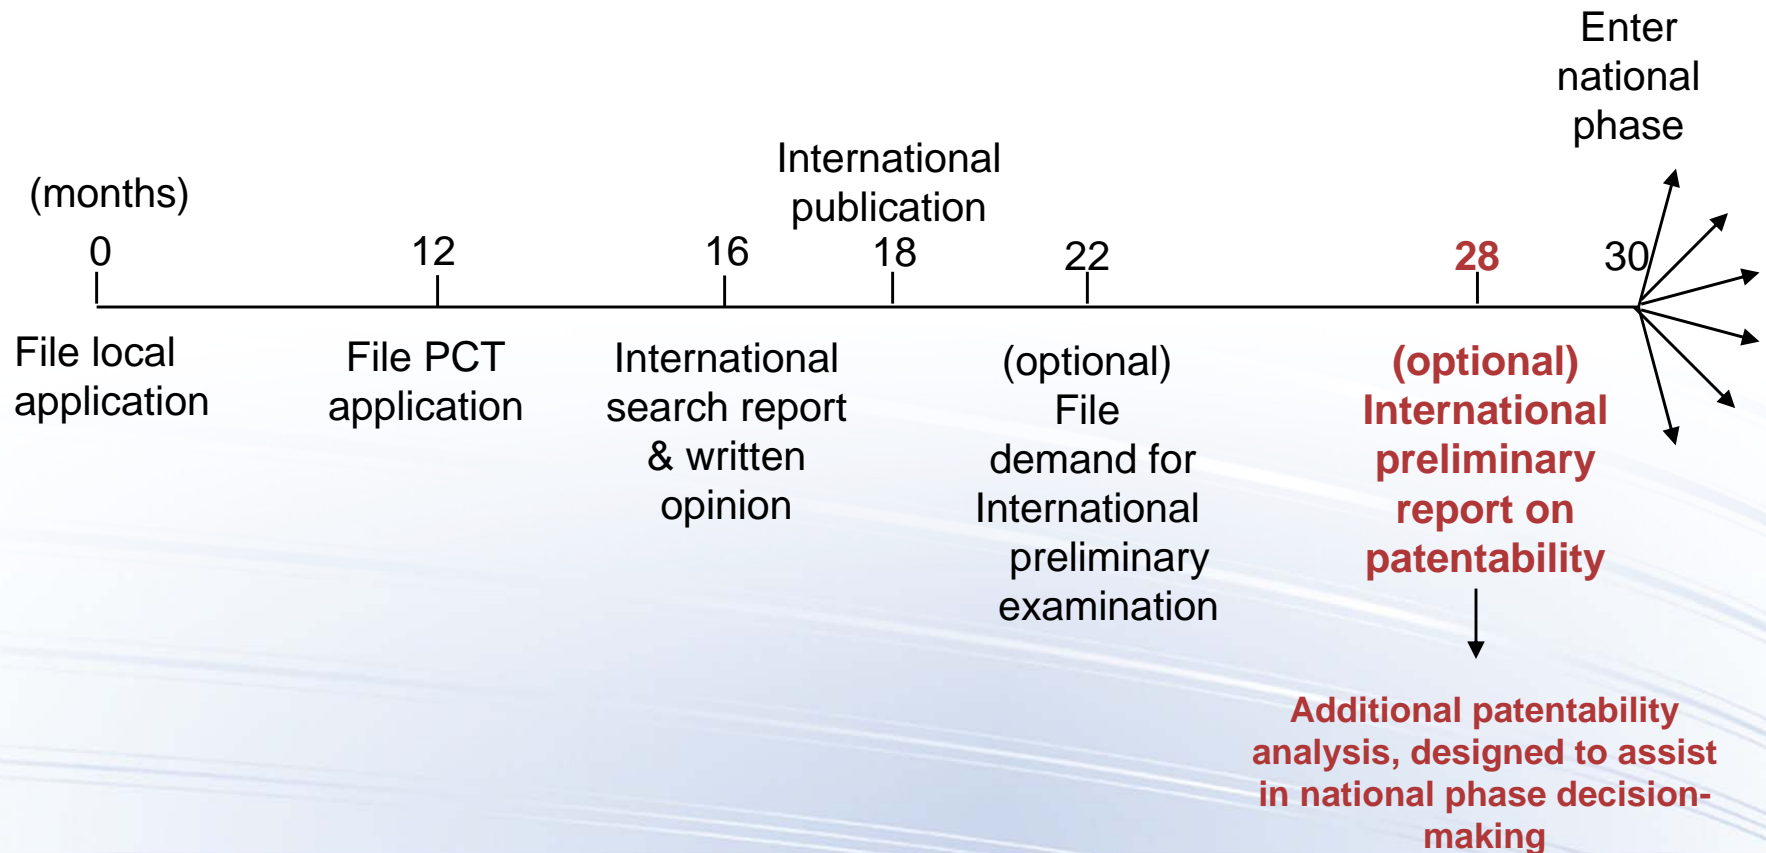 Enter
national
phase
International
publication
(months)
0
12
16
18
22
28
30
File local
application
File PCT
application
International
search report
& written
opinion
(optional)
File
demand for
International
preliminary
examination
(optional)
International
preliminary
report on
patentability
Additional patentability
analysis, designed to assist
in national phase decision-
making